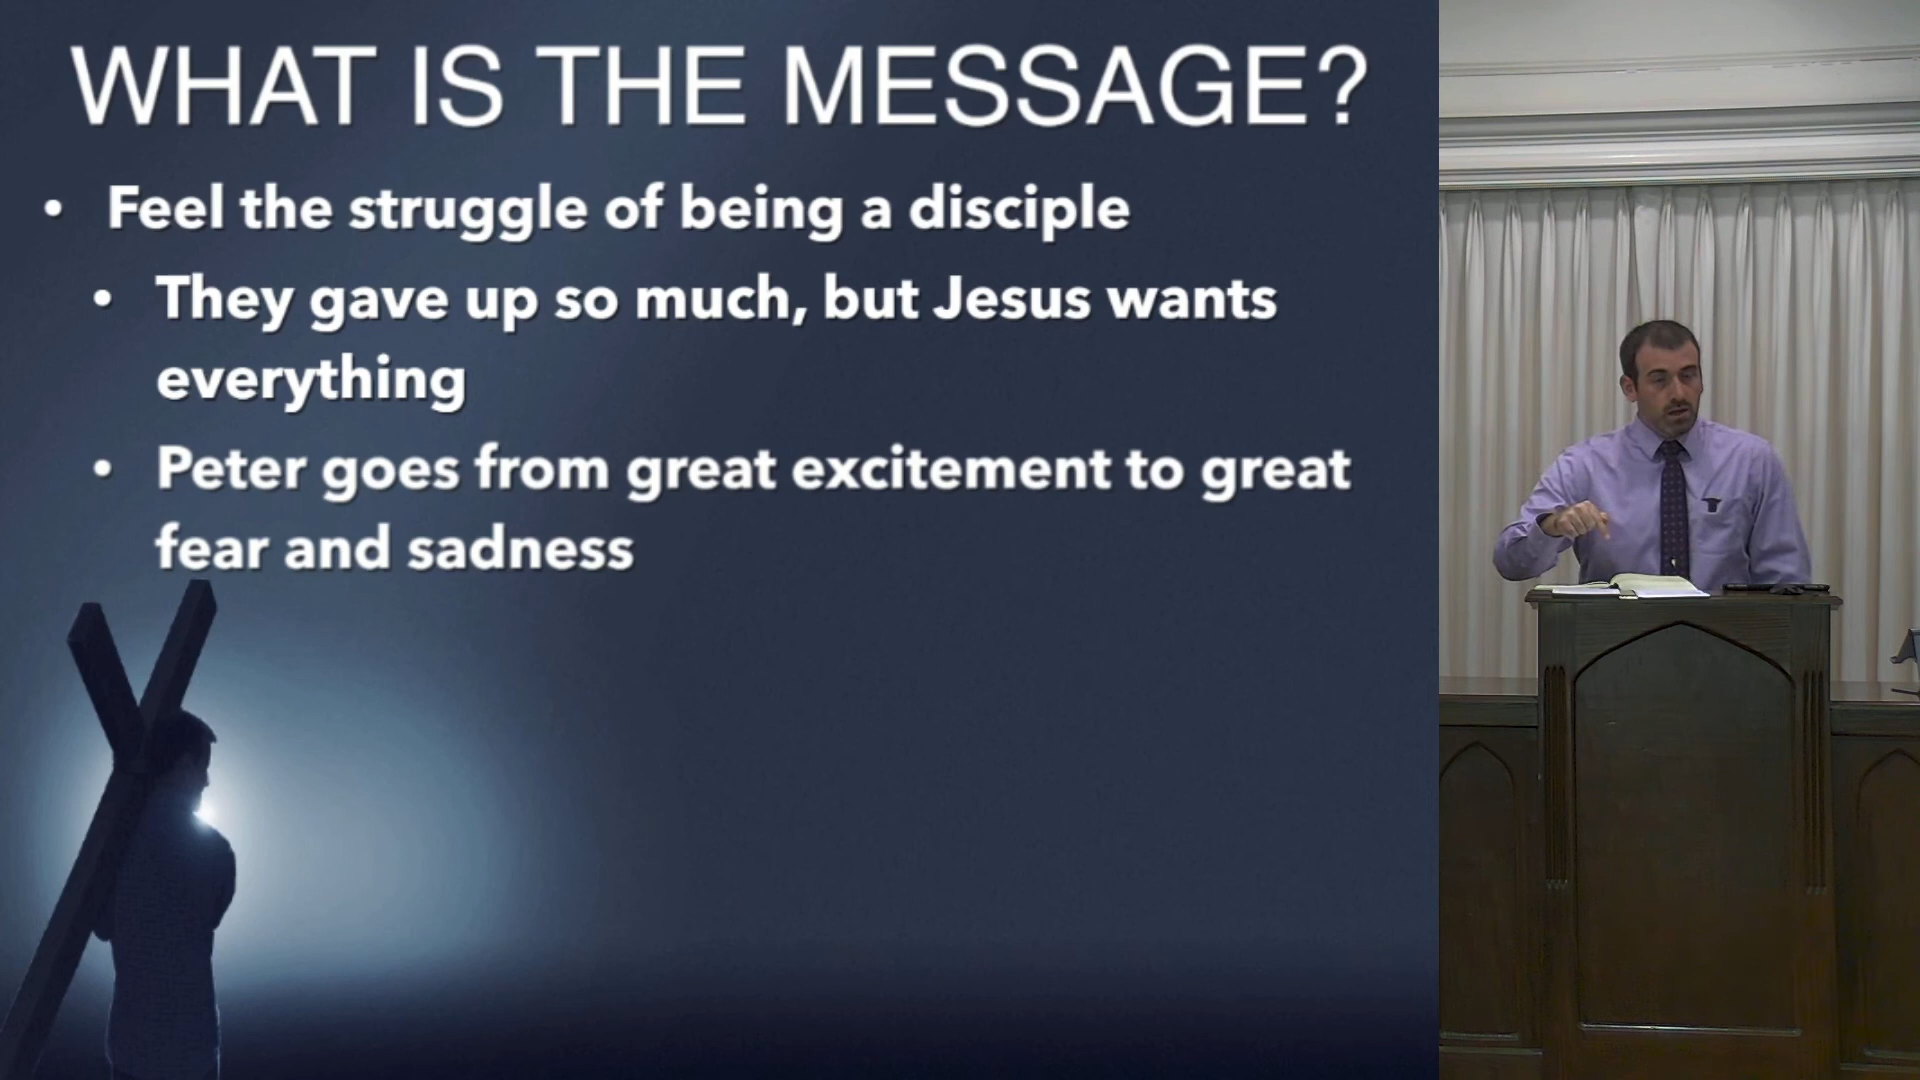 WHAT IS THE MESSAGE?
• Feel the struggle of being a disciple
• They gave up so much, but Jesus wants
everything
• Peter goes from great excitement to great
fear and sadness